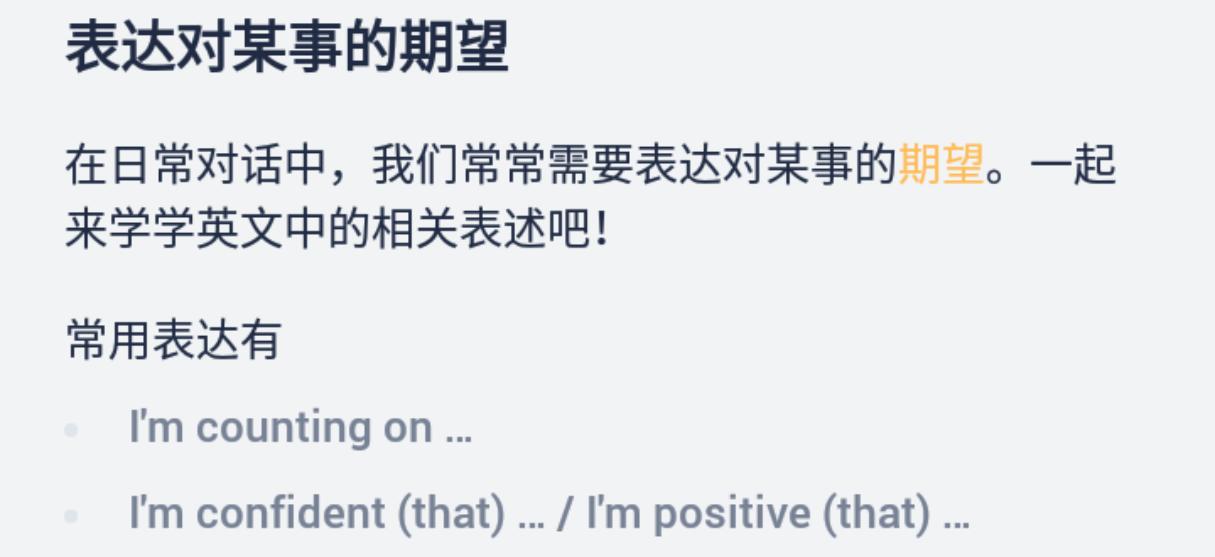 表达对某事的期望
在日常对话中，我们常常需要表达对某事的期望。一起
来学学英文中的相关表述吧！
常用表达有
I'm counting on ...
I'm confident (that) ... / I'm positive (that) ...